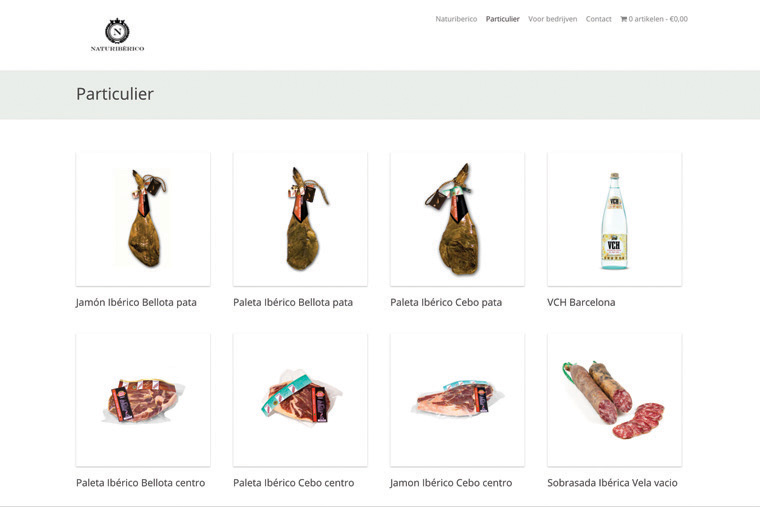 Naturiberico Particulier Voor bedrijven Contact 0 artikelen - €0,00
N
NATURIBÉRICO
Particulier
VCH
VCH
Jamón Ibérico Bellota pata
Paleta Ibérico Bellota pata
Paleta Ibérico Cebo pata
VCH Barcelona
Paleta Ibérico Bellota centro
Paleta Ibérico Cebo centro
Jamon Ibérico Cebo centro
Sobrasada Ibérica Vela vacio